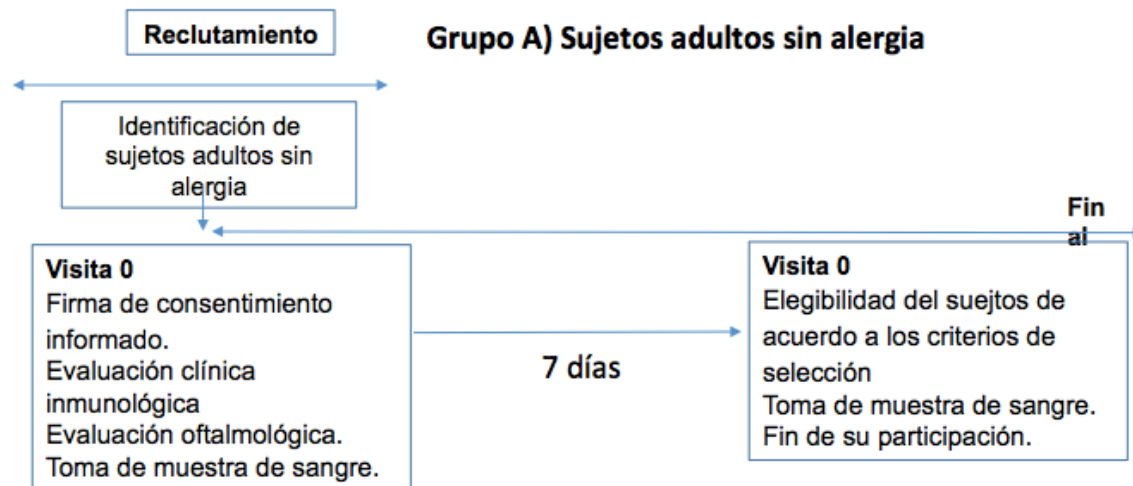 Reclutamiento
Grupo A) Sujetos adultos sin alergia
Identificación de
sujetos adultos sin
alergia
Fin
al
Visita 0
Firma de consentimiento
informado.
Evaluación clínica
inmunológica
Evaluación oftalmológica.
Toma de muestra de sangre.
7 días
Visita 0
Elegibilidad del suejtos de
acuerdo a los criterios de
selección
Toma de muestra de sangre.
Fin de su participación.